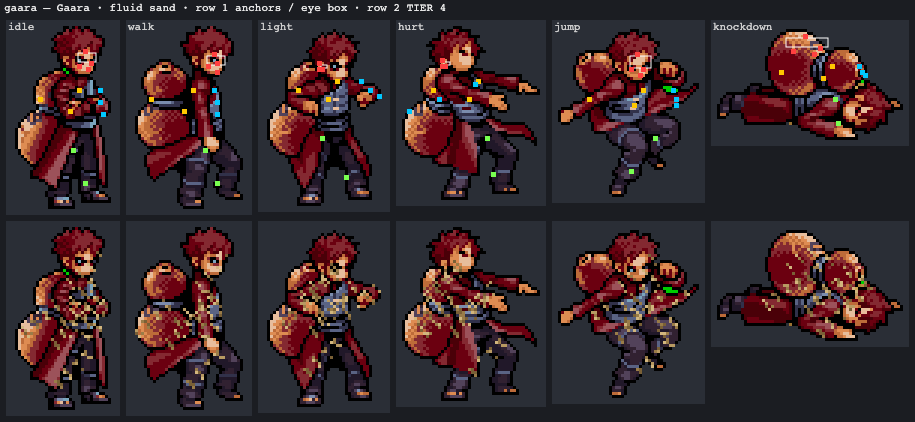 gaara — Gaara · fluid sand · row 1 anchors / eye box · row 2 TIER 4
idle
walk
light
hurt
jump
knockdown